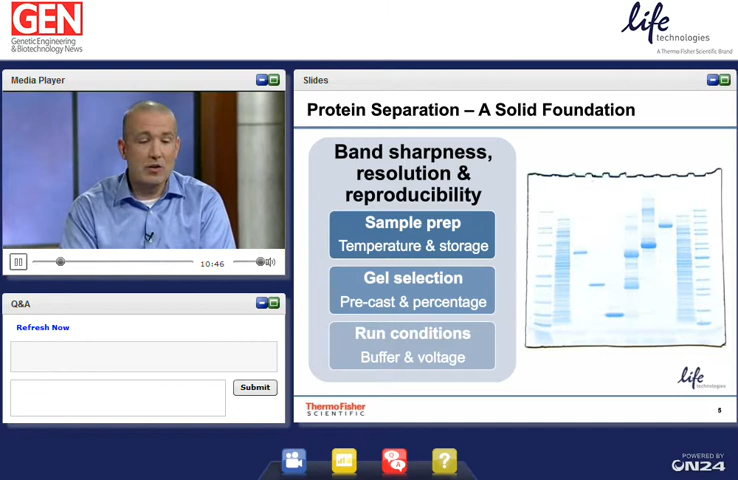 GEN
Genetic Engineering
& Biotechnology News
life
technologies
A Thermo Fisher Scientific Brand
Media Player
Slides
Protein Separation – A Solid Foundation
Band sharpness,
resolution &
reproducibility
Sample prep
Temperature & storage
Gel selection
Pre-cast & percentage
Run conditions
Buffer & voltage
10:46
Q&A
Refresh Now
Submit
life
technologies
ThermoFisher
SCIENTIFIC
5
Q
A
?
POWERED BY
ON24